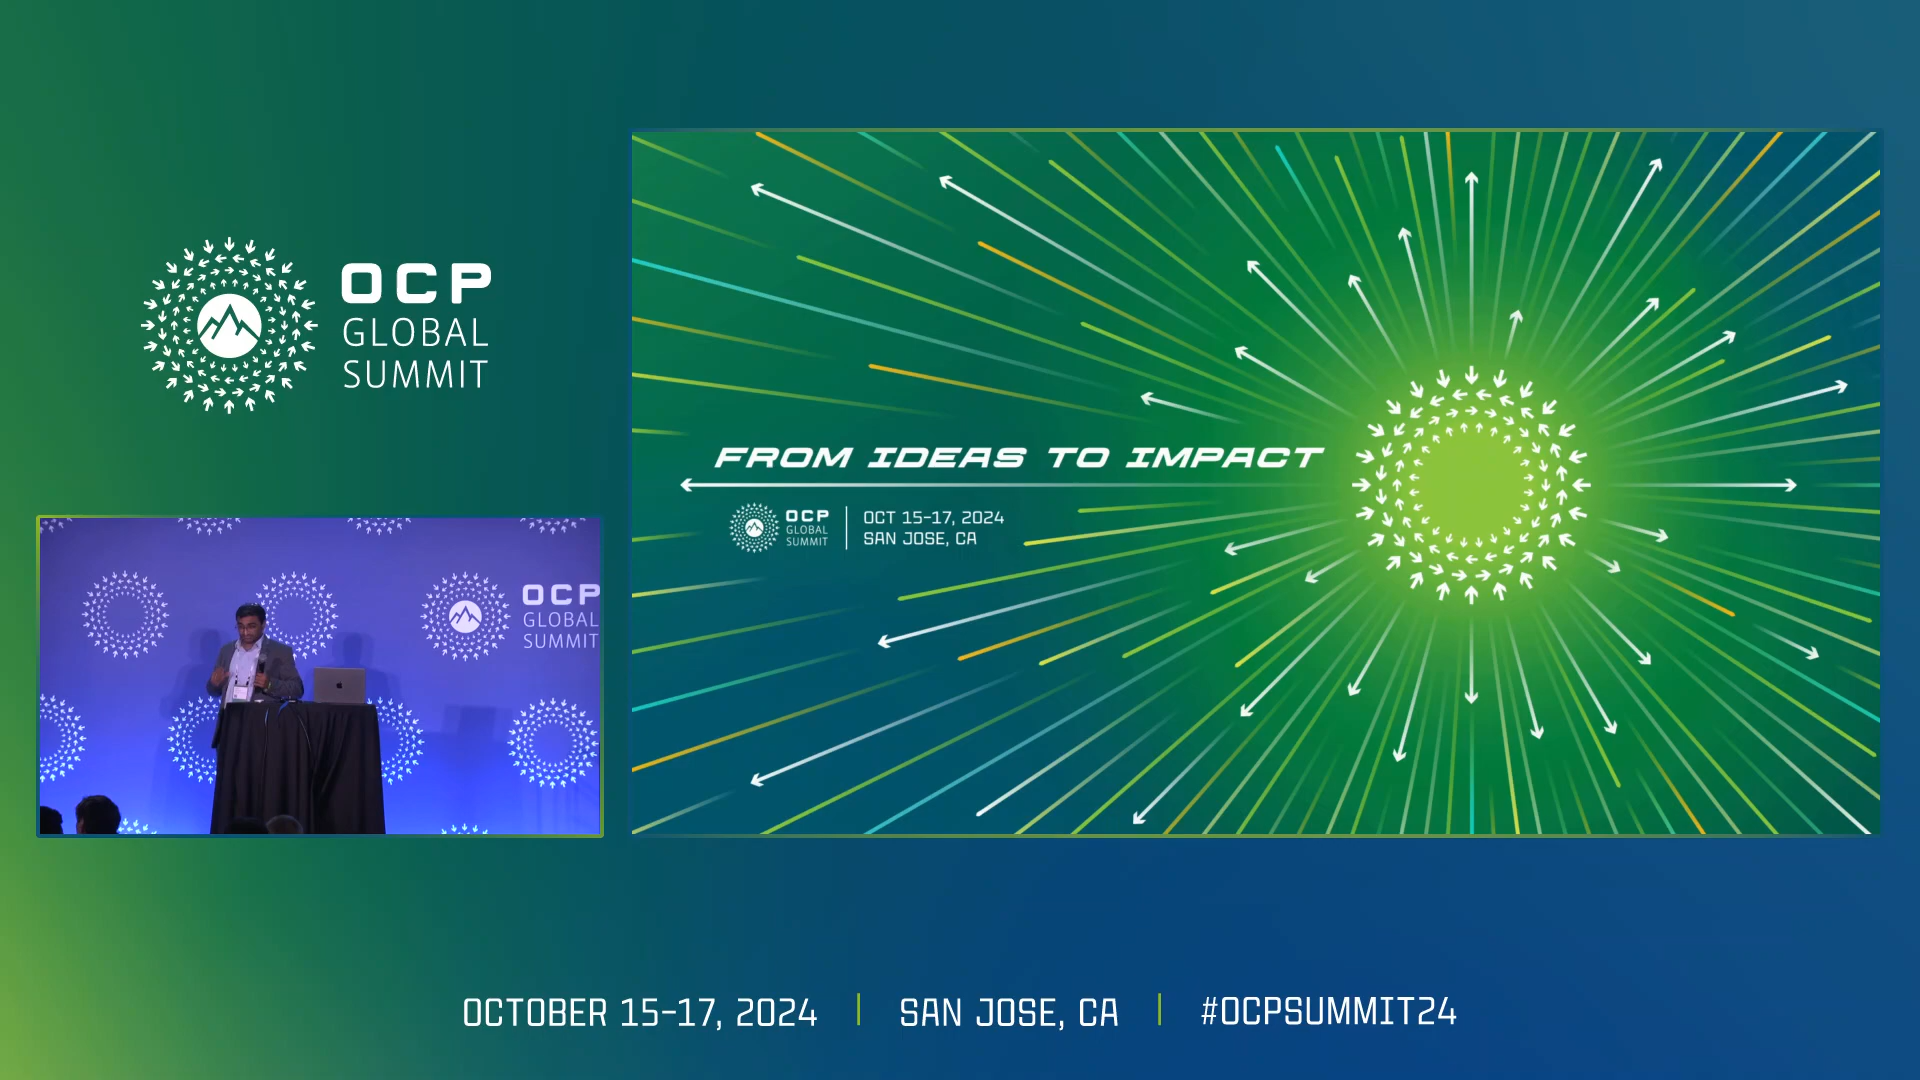 OCP
GLOBAL
SUMMIT
FROM IDEAS TO IMPACT
OCP
GLOBAL
SUMMIT
OCT 15-17, 2024
SAN JOSE, CA
OCP
GLOBAL
SUMMIT
OCTOBER 15-17, 2024 | SAN JOSE, CA | #OCPSUMMIT24